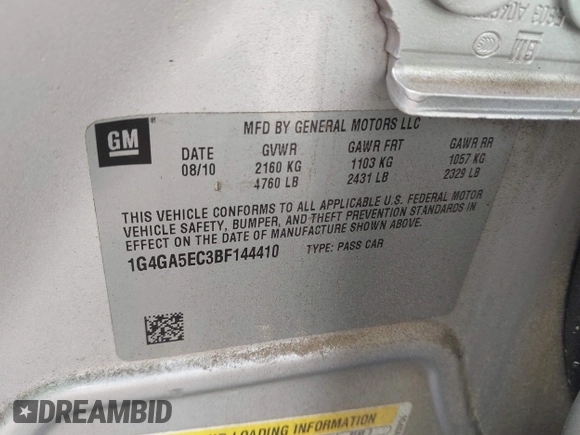 GM
MFD BY GENERAL MOTORS LLC
DATE GVWR GAWR FRT GAWR RR
08/10 2160 KG 1103 KG 1057 KG
4760 LB 2431 LB 2329 LB
THIS VEHICLE CONFORMS TO ALL APPLICABLE U.S. FEDERAL MOTOR
VEHICLE SAFETY, BUMPER, AND THEFT PREVENTION STANDARDS IN
EFFECT ON THE DATE OF MANUFACTURE SHOWN ABOVE.
1G4GA5EC3BF144410 TYPE: PASS CAR
LOADING INFORMATION
DREAMBID